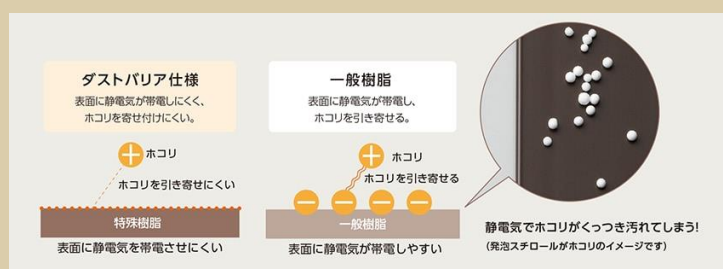 ダストバリア仕様
表面に静電気が帯電しにくく、
ホコリを寄せ付けにくい。
ホコリ
ホコリを引き寄せにくい
特殊樹脂
表面に静電気を帯電させにくい
一般樹脂
表面に静電気が帯電し、
ホコリを引き寄せる。
ホコリ
ホコリを引き寄せる
一般樹脂
表面に静電気が帯電しやすい
静電気でホコリがくっつき汚れてしまう!
(発泡スチロールがホコリのイメージです)